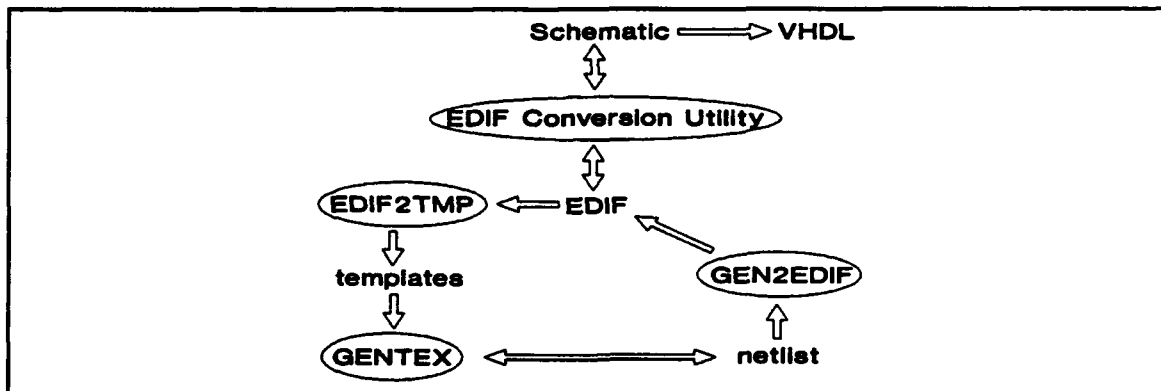 Schematic VHDL
EDIF Conversion Utility
EDIF2TMP EDIF
templates GEN2EDIF
GENTEX netlist